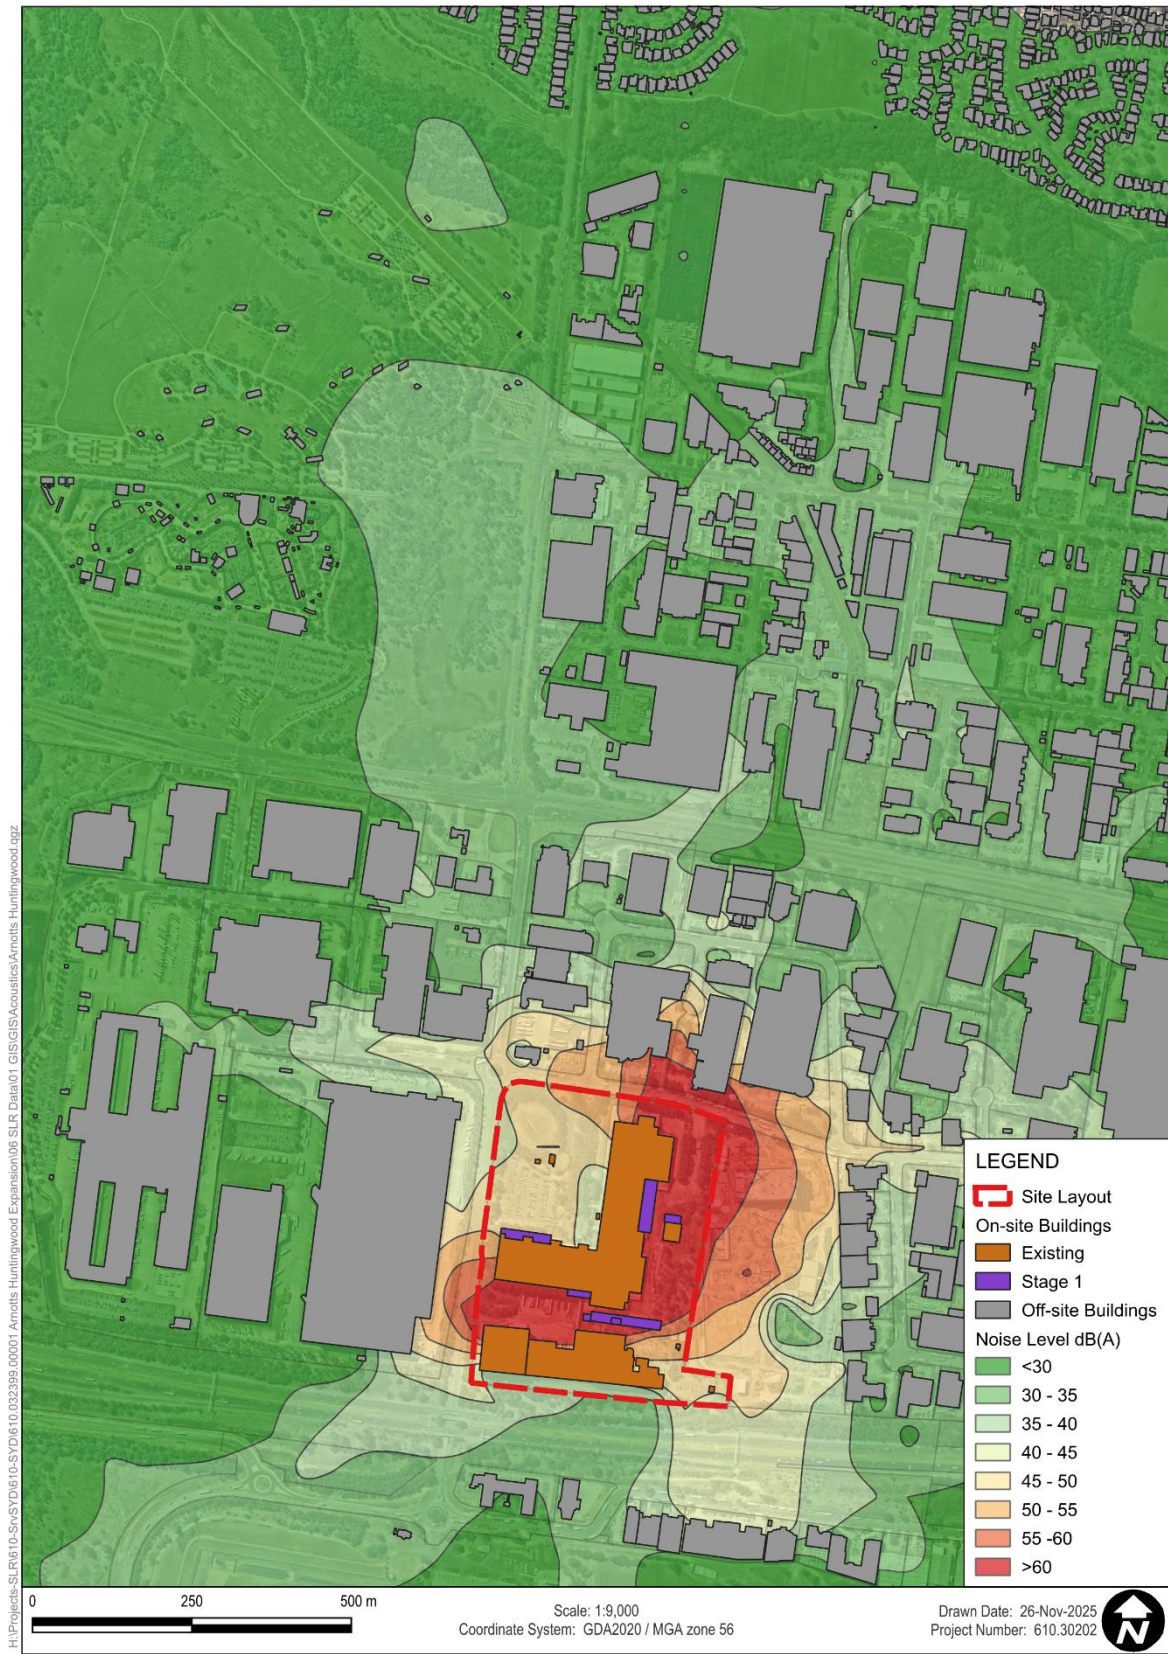 H:\Projects-SLR\610-SrvSYD\610-SYD\610.032399.00001 Arnotts Huntingwood Expansion\06 SLR Data\01 GIS\GIS\Acoustics\Arnotts Huntingwood.qgz
LEGEND
Site Layout
On-site Buildings
Existing
Stage 1
Off-site Buildings
Noise Level dB(A)
<30
30 - 35
35 - 40
40 - 45
45 - 50
50 - 55
55 -60
>60
0 250 500 m
Scale: 1:9,000
Coordinate System: GDA2020 / MGA zone 56
Drawn Date: 26-Nov-2025
Project Number: 610.30202
N